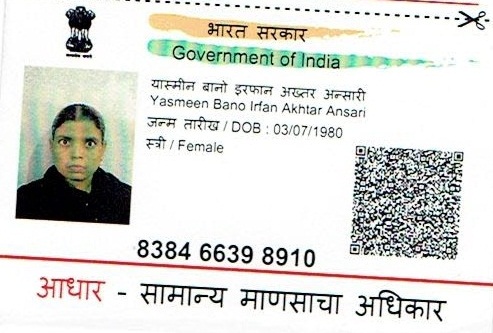 भारत सरकार
Government of India
यास्मीन बानो इरफान अख्तर अन्सारी
Yasmeen Bano Irfan Akhtar Ansari
जन्म तारीख / DOB : 03/07/1980
स्त्री / Female
8384 6639 8910
आधार - सामान्य माणसाचा अधिकार